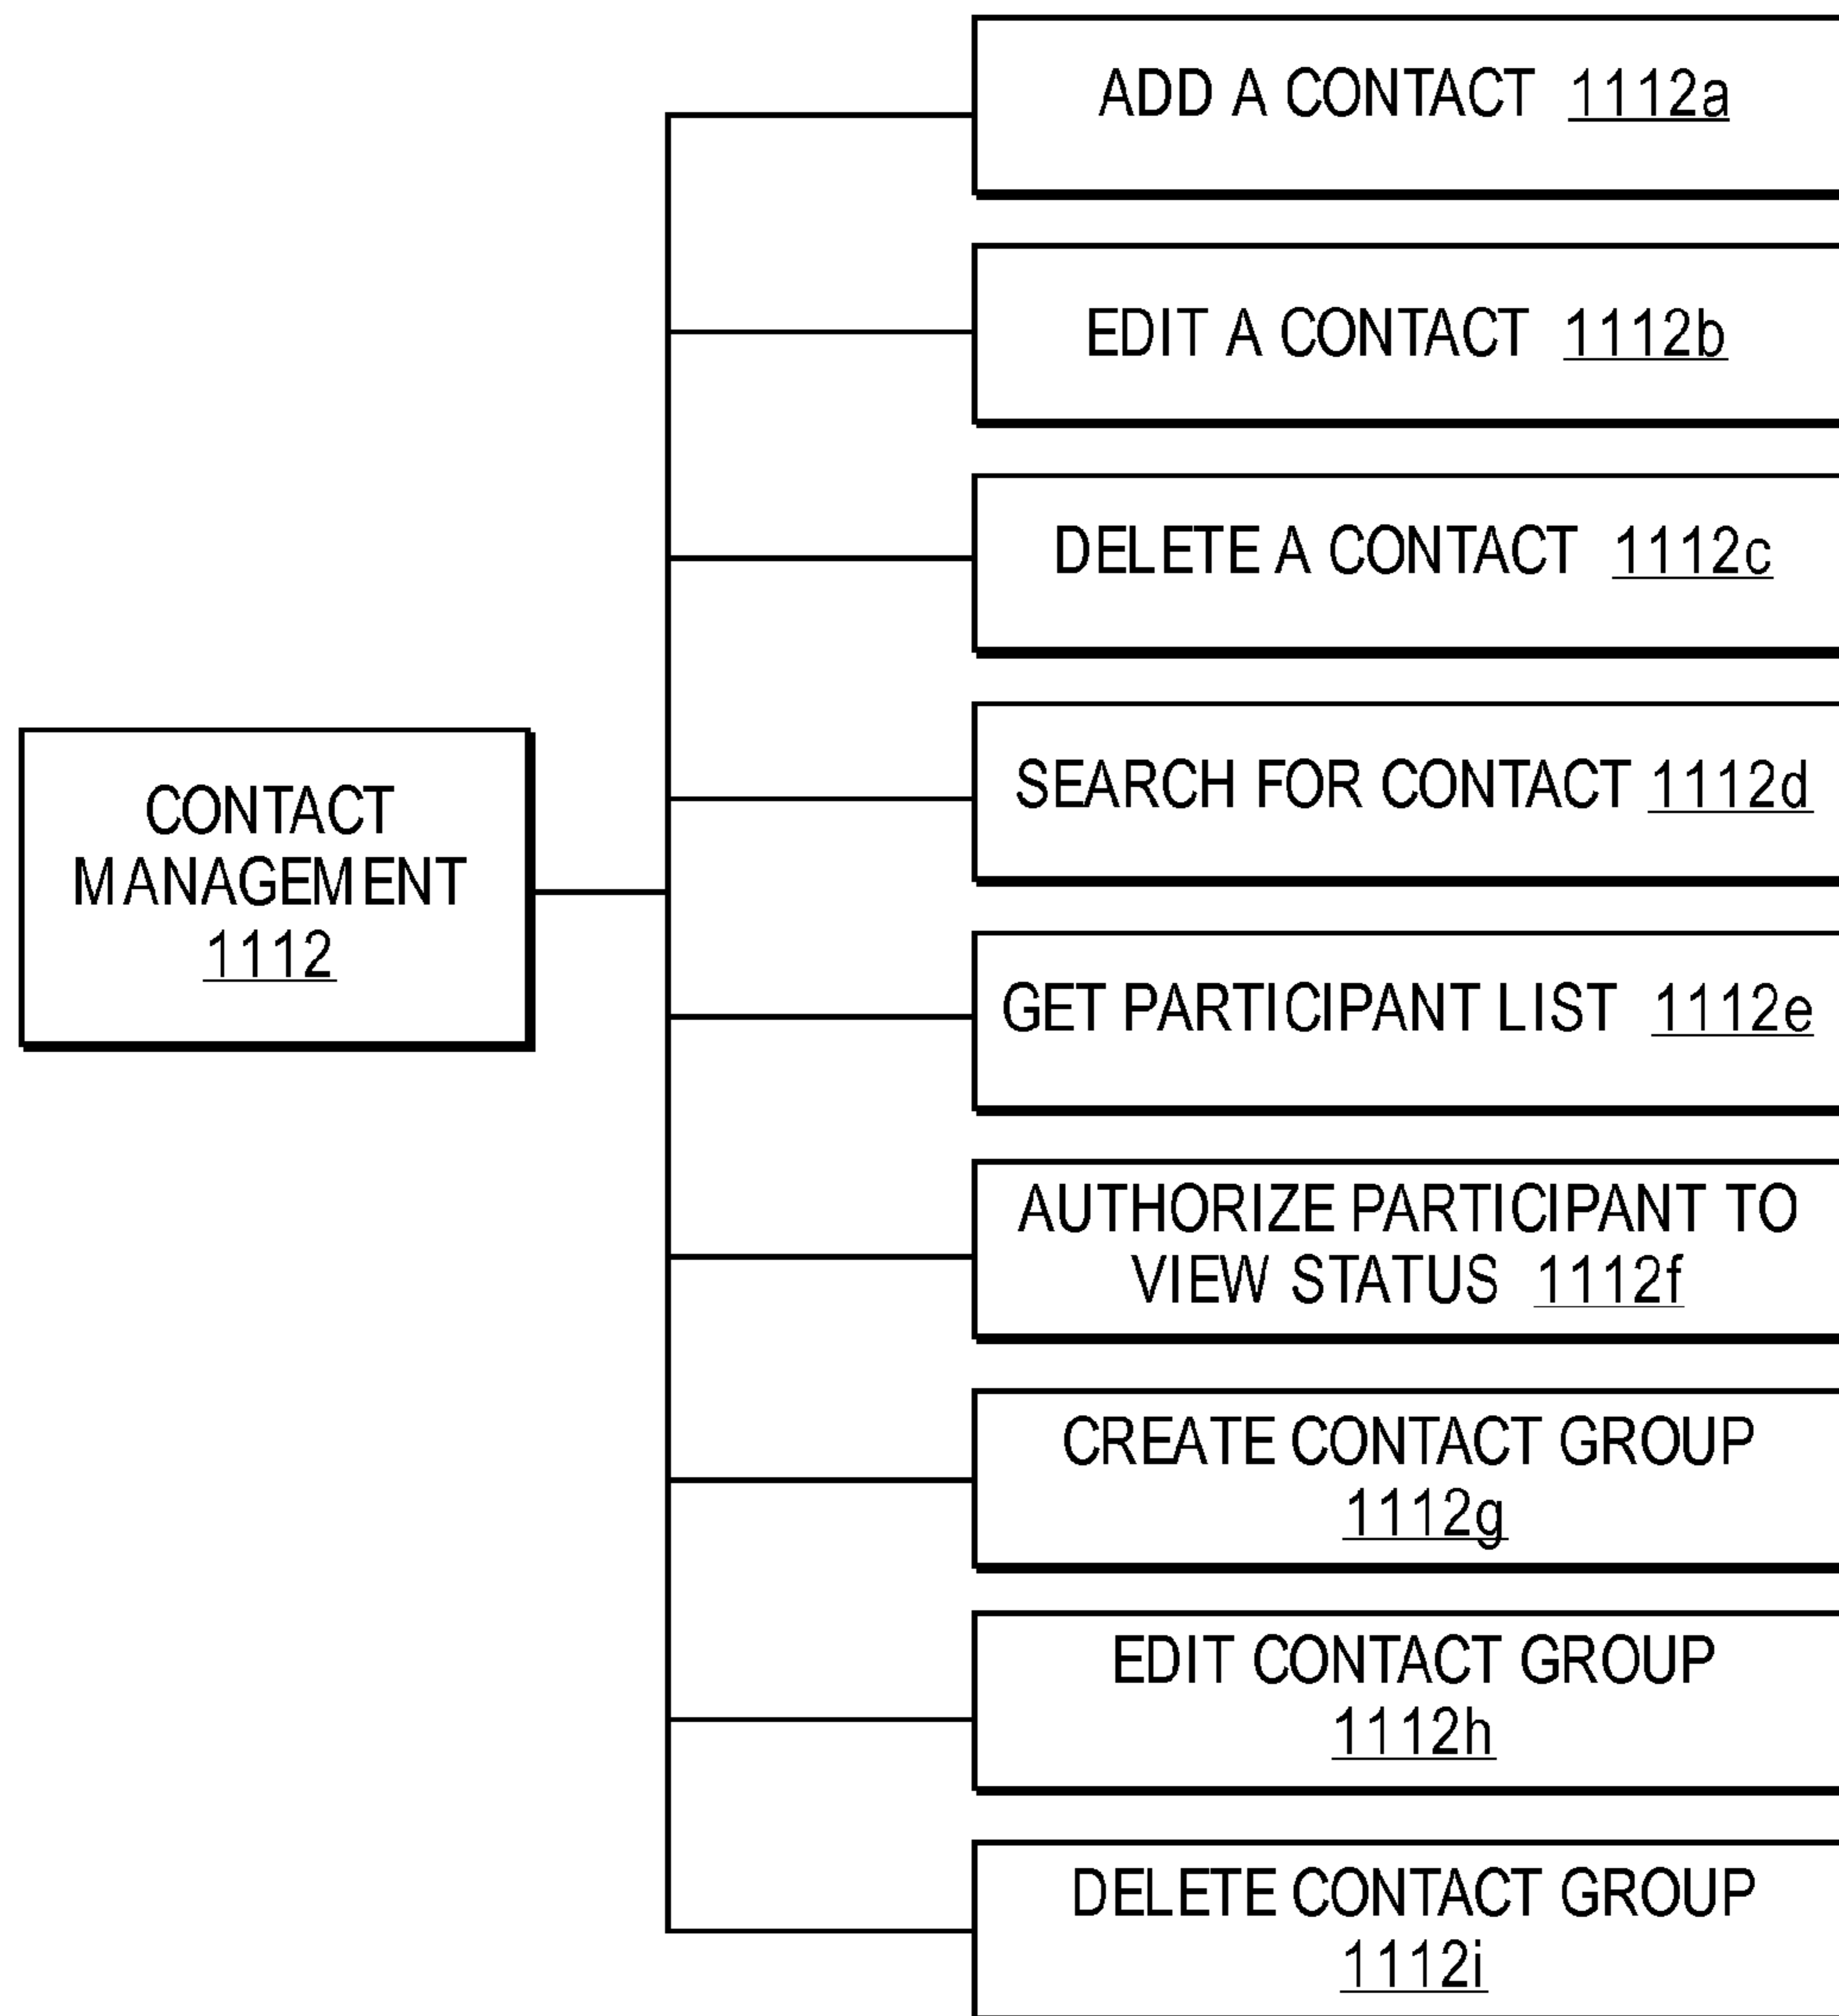 ADD A CONTACT 1112a
EDIT A CONTACT 1112b
DELETE A CONTACT 1112c
SEARCH FOR CONTACT 1112d
CONTACT
MANAGEMENT
1112
GET PARTICIPANT LIST 1112e
AUTHORIZE PARTICIPANT TO
VIEW STATUS 1112f
CREATE CONTACT GROUP
1112g
EDIT CONTACT GROUP
1112h
DELETE CONTACT GROUP
1112i